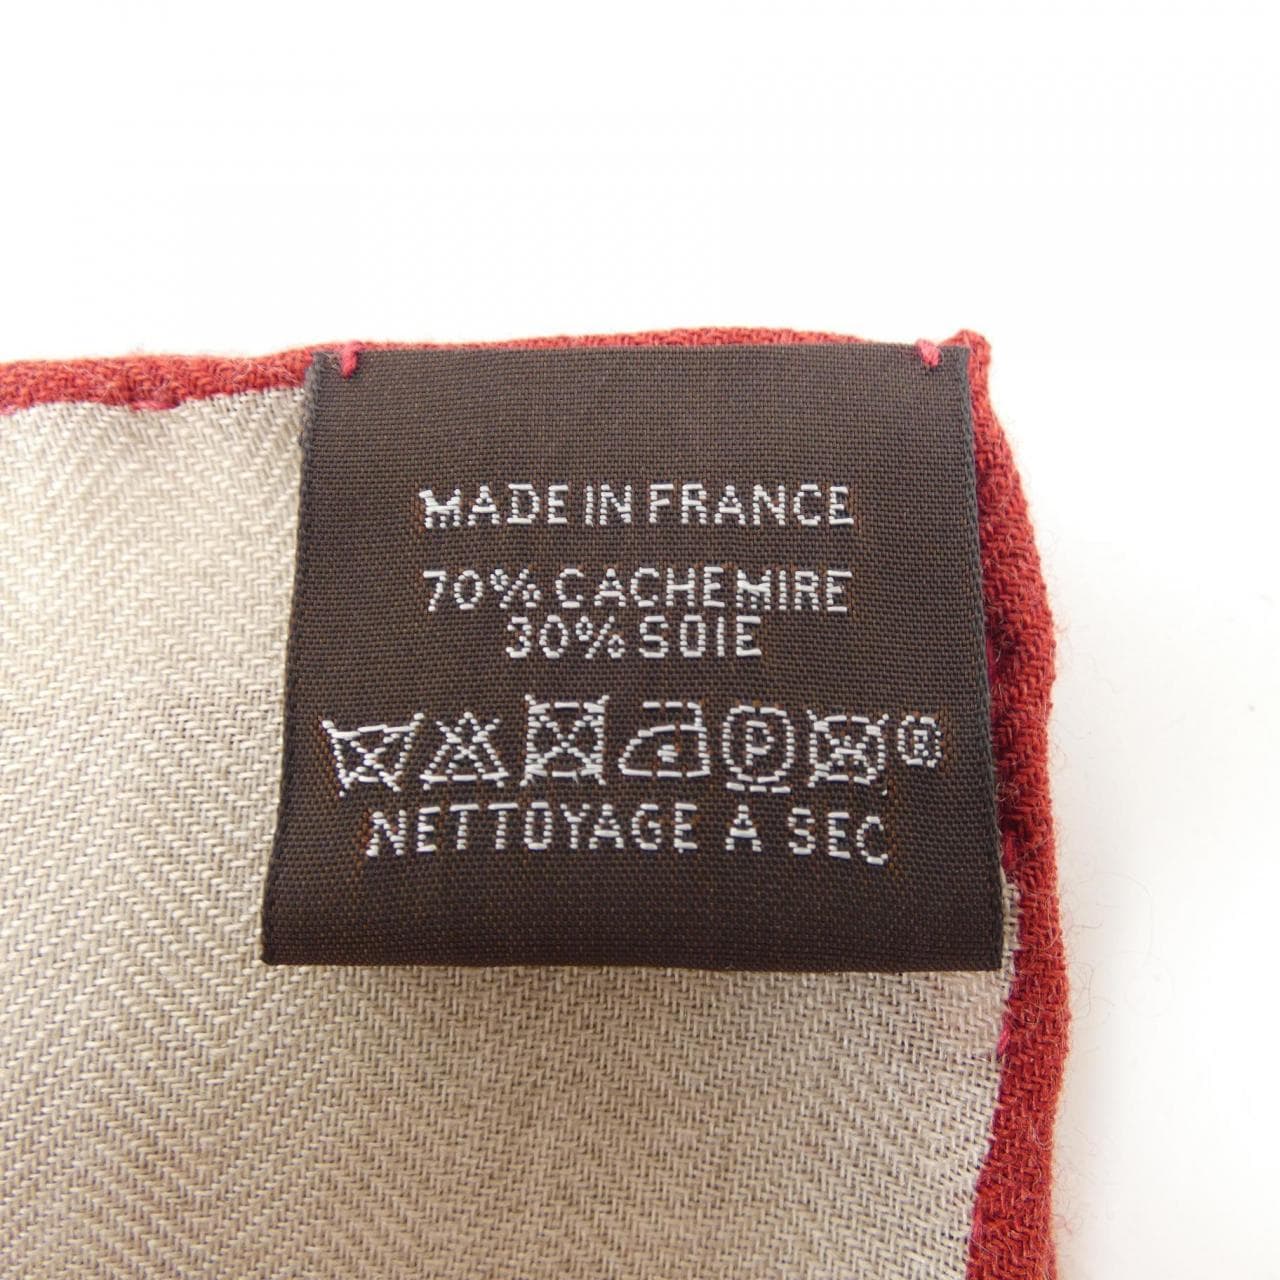 MADE IN FRANCE
70% CACHEMIRE
30% SOIE
P ®
NETTOYAGE A SEC